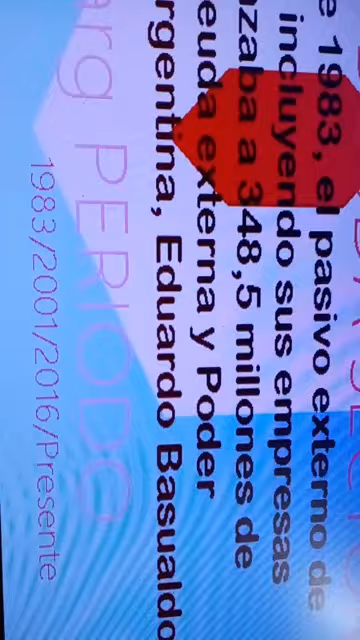 e 1983, el pasivo externo de
incluyendo sus empresas
zaba a 348,5 millones de
euda externa y Poder
rgentina, Eduardo Basualdo
arg PERIODO
1983/2001/2016/Presente